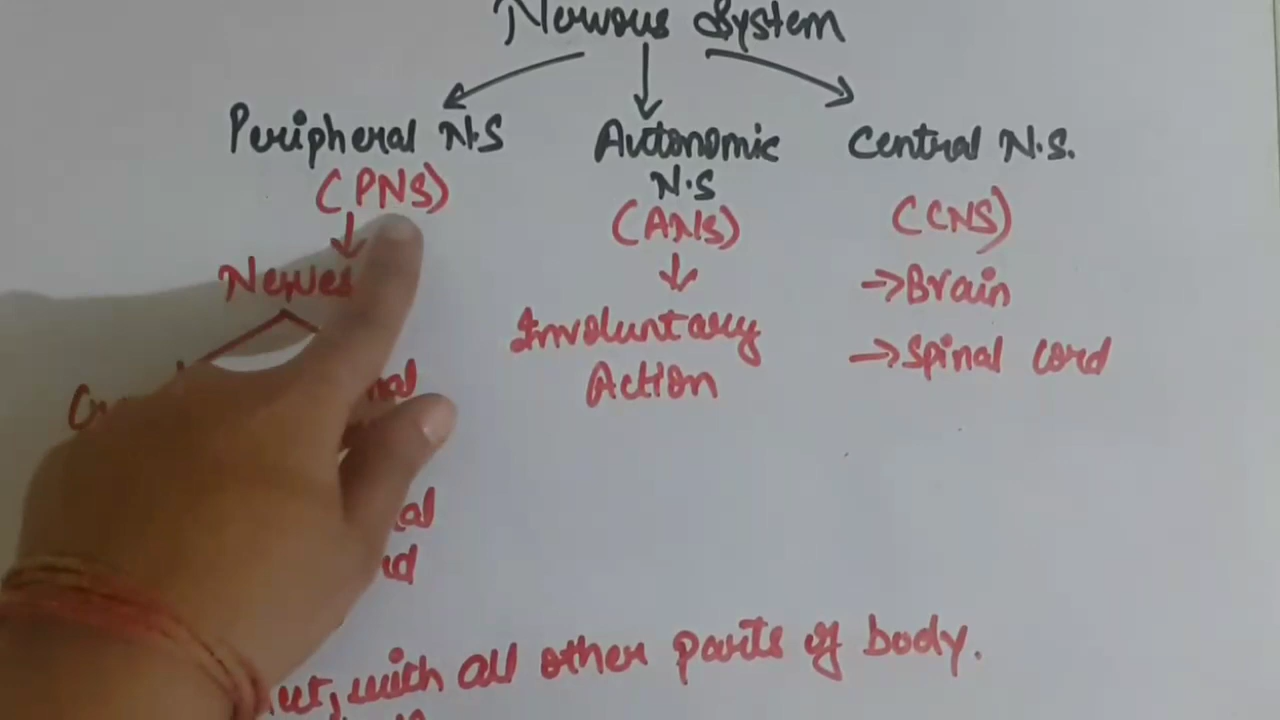 Nervous System
Peripheral N.S
(PNS)
Nerves
Autonomic
N.S
(ANS)
Involuntary
Action
Central N.S.
(CNS)
→Brain
→Spinal cord
with all other parts of body.